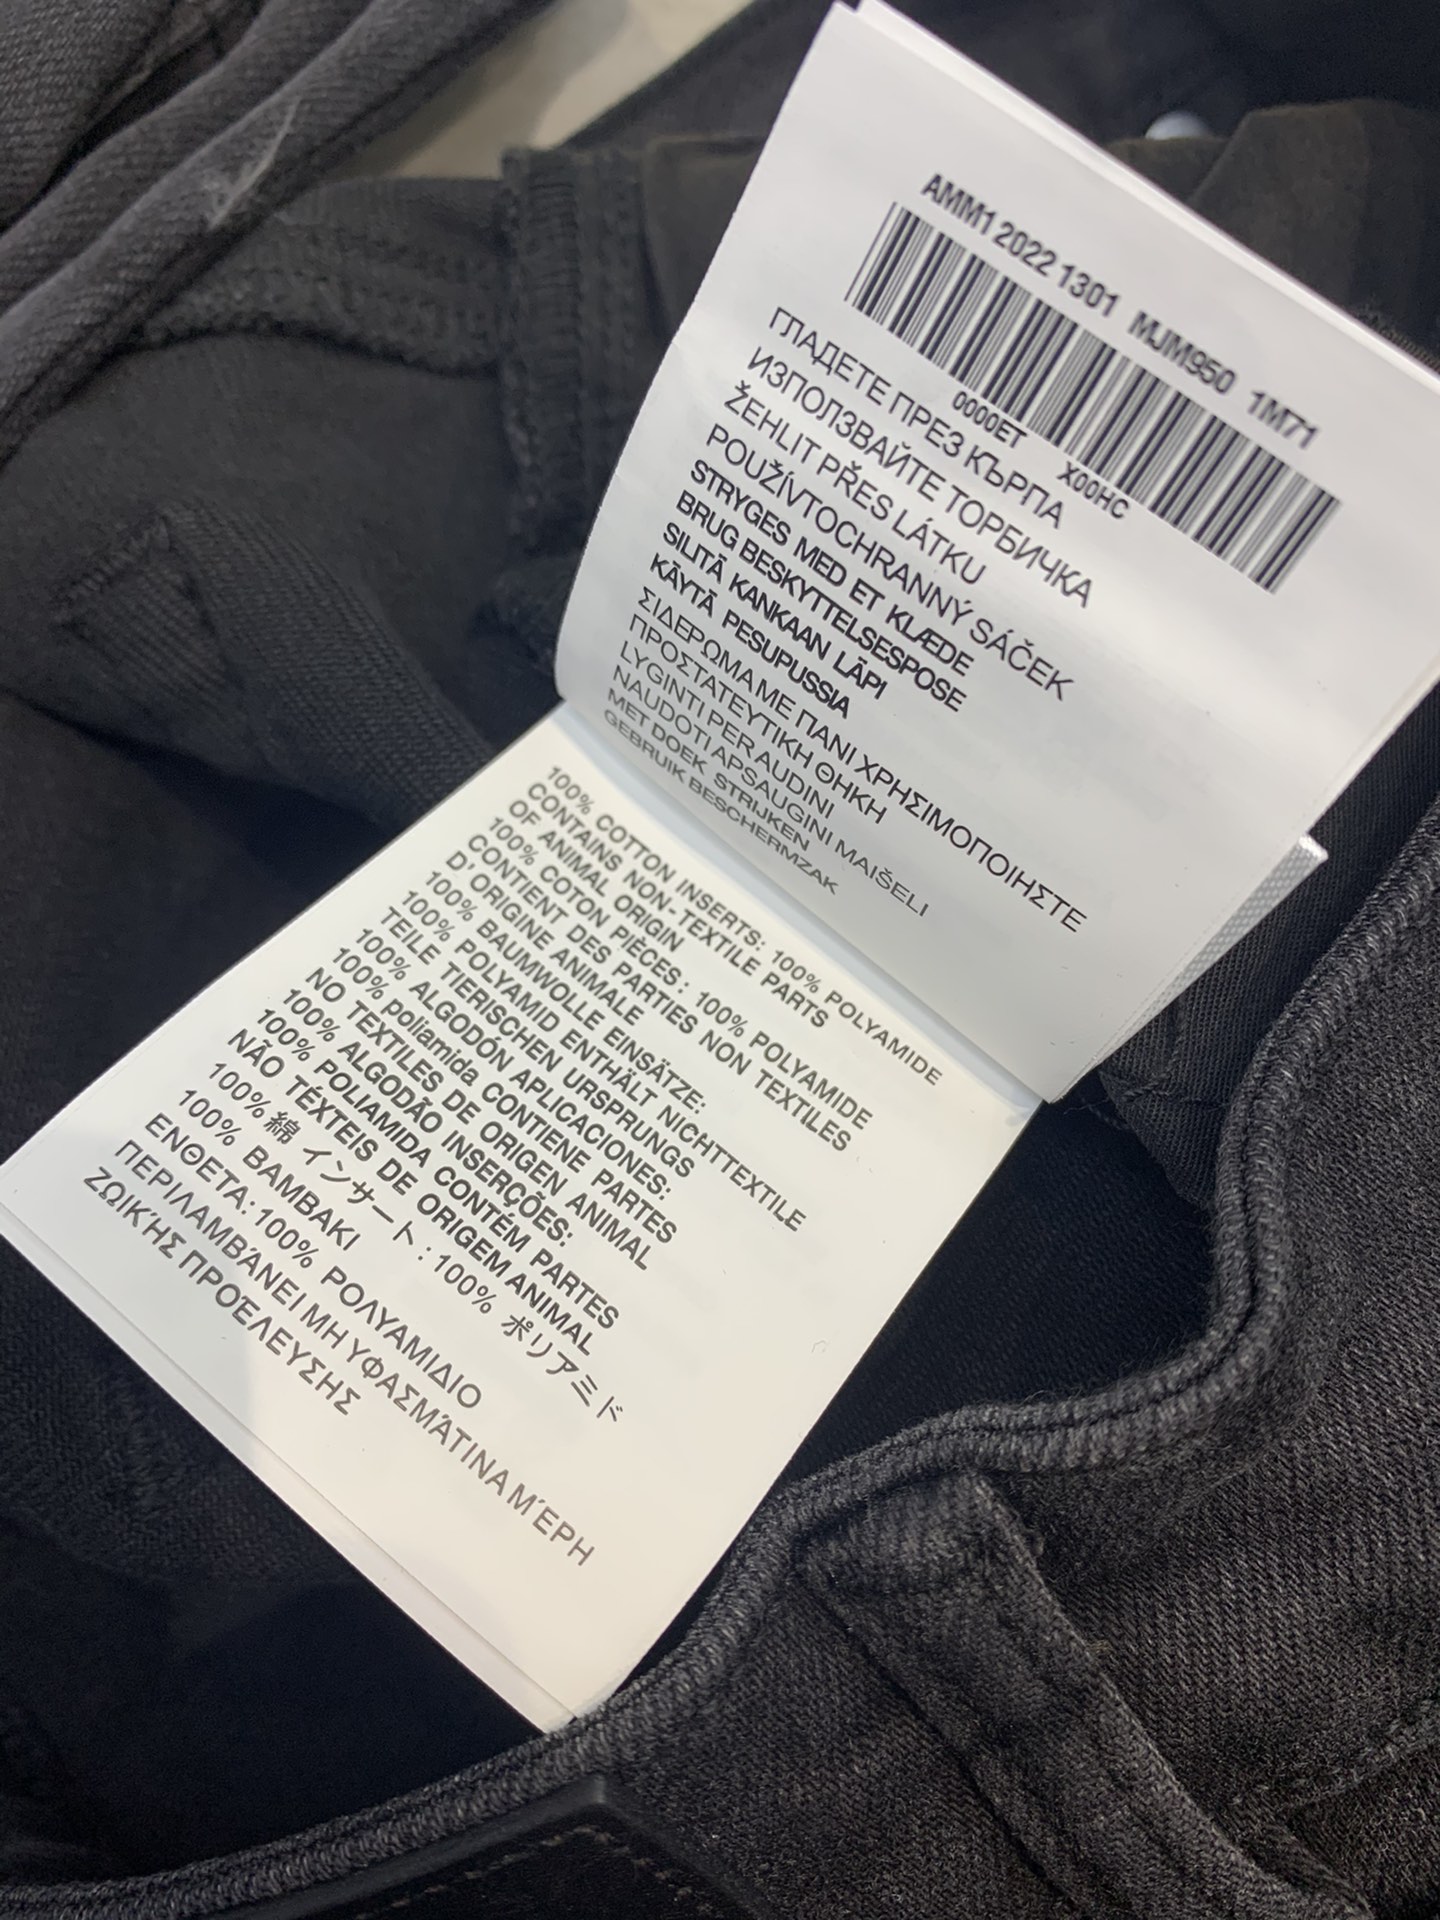 AMM1 2022 1301 MJM950 1M71
0000ET X00HC
ГЛАДЕТЕ ПРЕЗ КЪРПА
ИЗПОЛЗВАЙТЕ ТОРБИЧКА
ŽEHLIT PŘES LÁTKU
POUŽÍVTOCHRANNÝ SÁČEK
STRYGES MED ET KLÆDE
BRUG BESKYTTELSESPOSE
SILITÄ KANKAAN LÄPI
KÄYTÄ PESUPUSSIA
ΣΙΔΕΡΩΜΑ ΜΕ ΠΑΝΙ ΧΡΗΣΙΜΟΠΟΙΗΣΤΕ
ΠΡΟΣΤΑΤΕΥΤΙΚΗ ΘΗΚΗ
LYGINTI PER AUDINI
NAUDOTI APSAUGINI MAIŠELI
MET DOEK STRIJKEN
GEBRUIK BESCHERMZAK
100% COTTON INSERTS: 100% POLYAMIDE
CONTAINS NON-TEXTILE PARTS
OF ANIMAL ORIGIN
100% COTON PIÈCES: 100% POLYAMIDE
CONTIENT DES PARTIES NON TEXTILES
D'ORIGINE ANIMALE
100% BAUMWOLLE EINSÄTZE:
100% POLYAMID ENTHÄLT NICHTTEXTILE
TEILE TIERISCHEN URSPRUNGS
100% ALGODÓN APLICACIONES:
100% poliamida CONTIENE PARTES
NO TEXTILES DE ORIGEN ANIMAL
100% ALGODÃO INSERÇÕES:
100% POLIAMIDA CONTÉM PARTES
NÃO TÉXTEIS DE ORIGEM ANIMAL
100% 綿 インサート: 100% ポリアミド
100% ΒΑΜΒΑΚΙ
ΕΝΘΕΤΑ: 100% ΡΟΛΥΑΜΙΔΙΟ
ΠΕΡΙΛΑΜΒΆΝΕΙ ΜΗ ΥΦΑΣΜΆΤΙΝΑ ΜΈΡΗ
ΖΩΙΚΉΣ ΠΡΟΈΛΕΥΣΗΣ